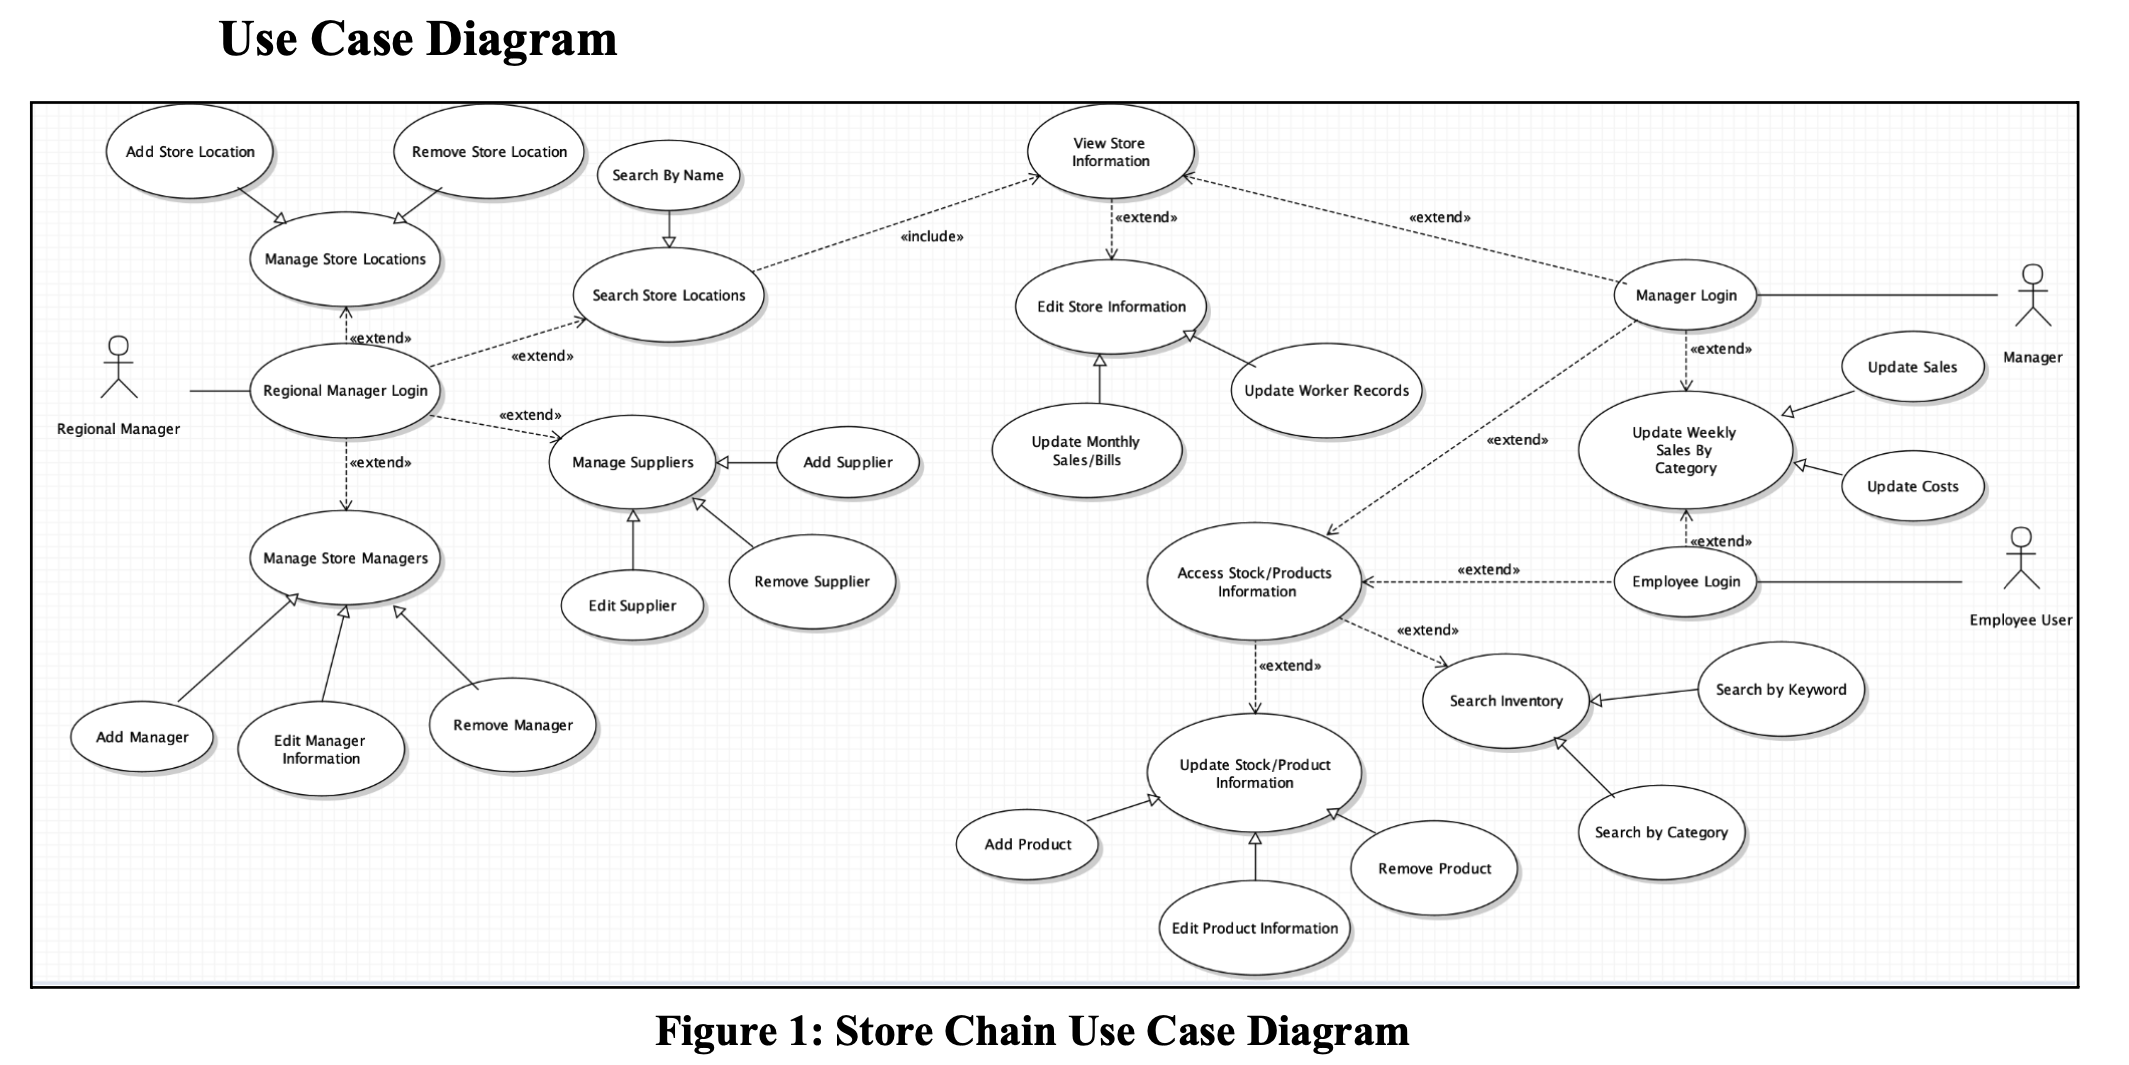 Use Case Diagram
Add Store Location
Remove Store Location
Search By Name
View Store
Information
«extend»
«extend»
«include»
Manage Store Locations
Search Store Locations
Edit Store Information
Manager Login
Manager
«extend»
«extend»
«extend»
Regional Manager Login
Regional Manager
Update Worker Records
Update Sales
«extend»
«extend»
«extend»
Update Monthly
Sales/Bills
Update Weekly
Sales By
Category
Manage Suppliers
Add Supplier
Update Costs
«extend»
Manage Store Managers
Remove Supplier
Edit Supplier
Access Stock/Products
Information
«extend»
Employee Login
Employee User
«extend»
«extend»
Search Inventory
Search by Keyword
Add Manager
Edit Manager
Information
Remove Manager
Update Stock/Product
Information
Add Product
Remove Product
Search by Category
Edit Product Information
Figure 1: Store Chain Use Case Diagram